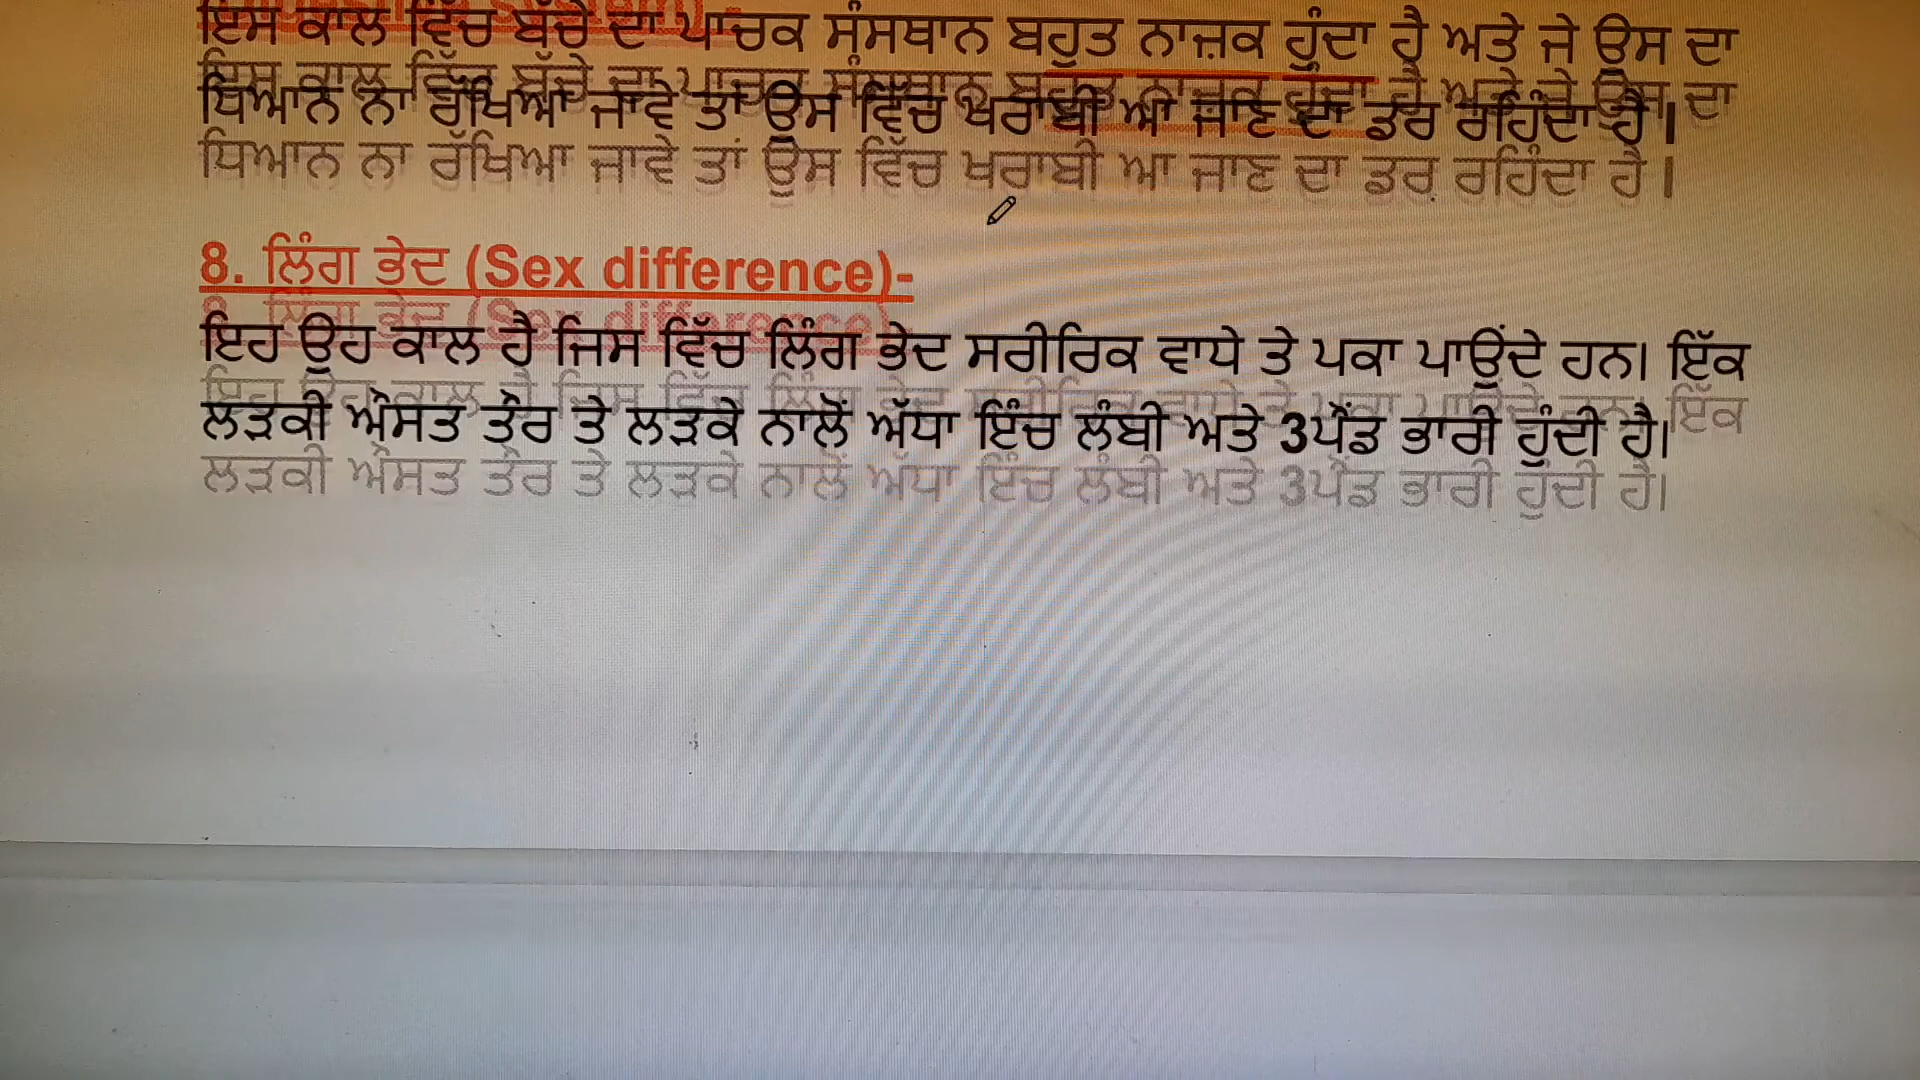 ਇਸ ਕਾਲ ਵਿੱਚ ਬੱਚੇ ਦਾ ਪਾਚਕ ਸੰਸਥਾਨ ਬਹੁਤ ਨਾਜ਼ਕ ਹੁੰਦਾ ਹੈ ਅਤੇ ਜੇ ਉਸ ਦਾ
ਧਿਆਨ ਨਾ ਰੱਖਿਆ ਜਾਵੇ ਤਾਂ ਉਸ ਵਿੱਚ ਖਰਾਬੀ ਆ ਜਾਣ ਦਾ ਡਰ ਰਹਿੰਦਾ ਹੈ।
8. ਲਿੰਗ ਭੇਦ (Sex difference)-
ਇਹ ਉਹ ਕਾਲ ਹੈ ਜਿਸ ਵਿੱਚ ਲਿੰਗ ਭੇਦ ਸਰੀਰਿਕ ਵਾਧੇ ਤੇ ਪਕਾ ਪਾਉਂਦੇ ਹਨ। ਇੱਕ
ਲੜਕੀ ਔਸਤ ਤੌਰ ਤੇ ਲੜਕੇ ਨਾਲੋਂ ਅੱਧਾ ਇੰਚ ਲੰਬੀ ਅਤੇ 3ਪੌਂਡ ਭਾਰੀ ਹੁੰਦੀ ਹੈ।